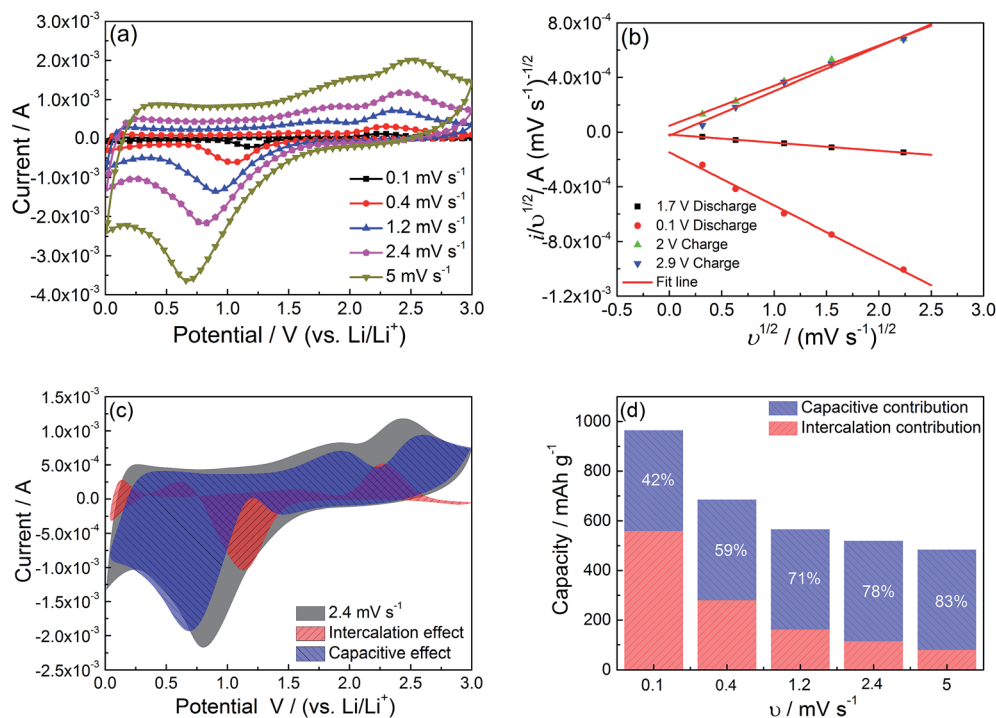 (a)
3.0x10⁻³
2.0x10⁻³
1.0x10⁻³
0.0
-1.0x10⁻³
-2.0x10⁻³
-3.0x10⁻³
-4.0x10⁻³
Current / A
0.1 mV s⁻¹
0.4 mV s⁻¹
1.2 mV s⁻¹
2.4 mV s⁻¹
5 mV s⁻¹
0.0 0.5 1.0 1.5 2.0 2.5 3.0
Potential / V (vs. Li/Li⁺)
(b)
8.0x10⁻⁴
4.0x10⁻⁴
0.0
-4.0x10⁻⁴
-8.0x10⁻⁴
-1.2x10⁻³
i/υ^1/2/ A (mV s⁻¹)^-1/2
1.7 V Discharge
0.1 V Discharge
2 V Charge
2.9 V Charge
Fit line
0.0 0.5 1.0 1.5 2.0 2.5 3.0
υ^1/2 / (mV s⁻¹)^1/2
(c)
1.5x10⁻³
1.0x10⁻³
5.0x10⁻⁴
0.0
-5.0x10⁻⁴
-1.0x10⁻³
-1.5x10⁻³
-2.0x10⁻³
-2.5x10⁻³
Current / A
2.4 mV s⁻¹
Intercalation effect
Capacitive effect
0.0 0.5 1.0 1.5 2.0 2.5 3.0
Potential V / (vs. Li/Li⁺)
(d)
Capacitive contribution
Intercalation contribution
1000
800
600
400
200
0
Capacity / mAh g⁻¹
42%
59%
71%
78%
83%
0.1 0.4 1.2 2.4 5
υ / mV s⁻¹